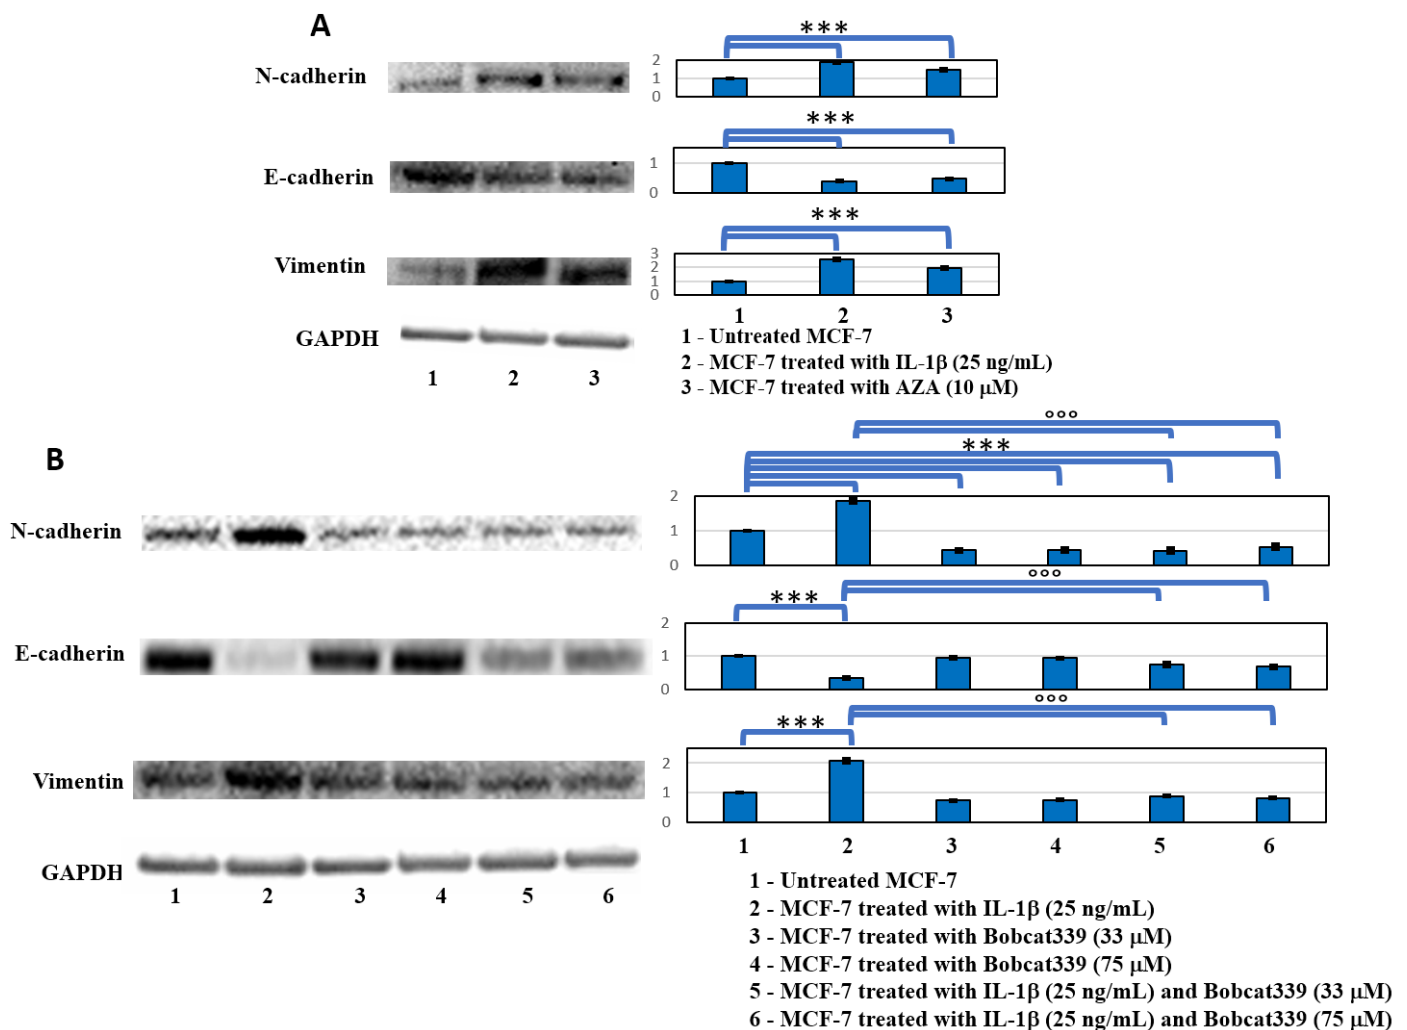 A
***
N-cadherin
2
1
0
***
E-cadherin
1
0
***
Vimentin
3
2
1
0
1 2 3
GAPDH
1 2 3
1 - Untreated MCF-7
2 - MCF-7 treated with IL-1β (25 ng/mL)
3 - MCF-7 treated with AZA (10 μM)
B
°°°
***
N-cadherin
2
1
0
°°°
***
E-cadherin
2
1
0
°°°
***
Vimentin
2
1
0
1 2 3 4 5 6
GAPDH
1 2 3 4 5 6
1 - Untreated MCF-7
2 - MCF-7 treated with IL-1β (25 ng/mL)
3 - MCF-7 treated with Bobcat339 (33 μM)
4 - MCF-7 treated with Bobcat339 (75 μM)
5 - MCF-7 treated with IL-1β (25 ng/mL) and Bobcat339 (33 μM)
6 - MCF-7 treated with IL-1β (25 ng/mL) and Bobcat339 (75 μM)